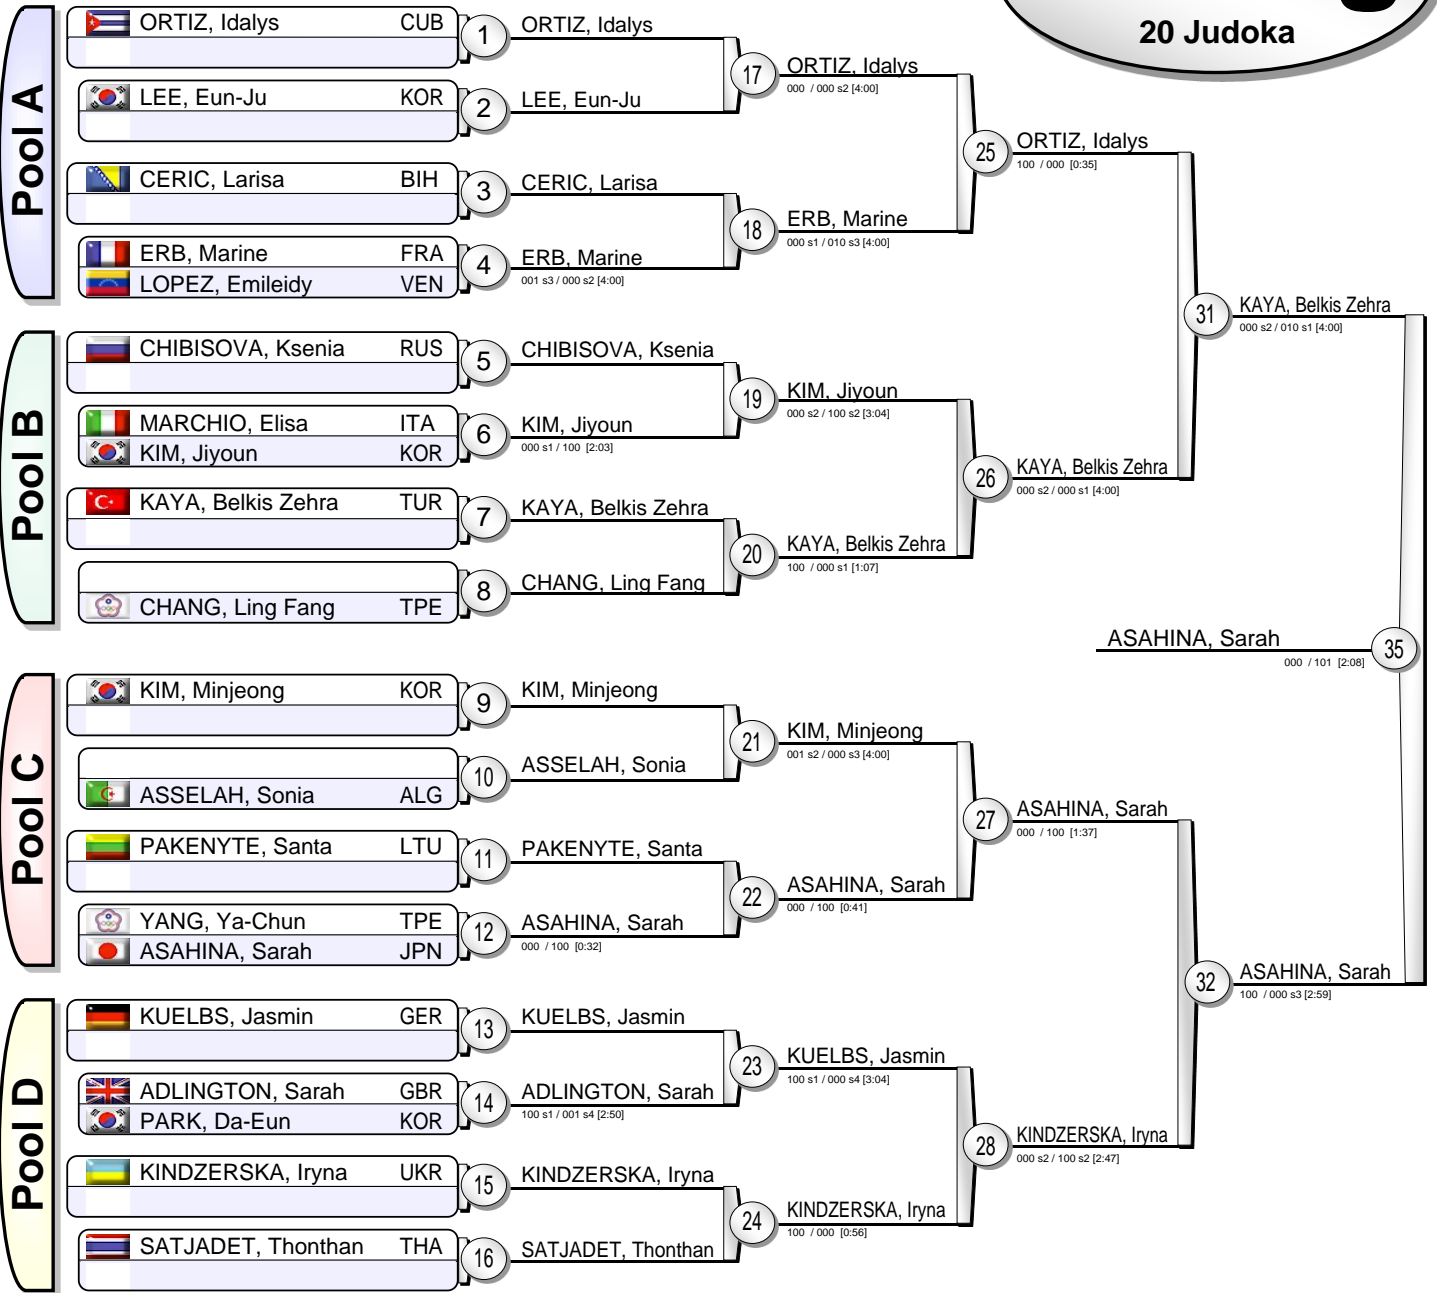 20 Judoka
Pool A
ORTIZ, Idalys CUB
1
ORTIZ, Idalys
LEE, Eun-Ju KOR
2
LEE, Eun-Ju
17
ORTIZ, Idalys
000 / 000 s2 [4:00]
CERIC, Larisa BIH
3
CERIC, Larisa
ERB, Marine FRA
LOPEZ, Emileidy VEN
4
ERB, Marine
001 s3 / 000 s2 [4:00]
18
ERB, Marine
000 s1 / 010 s3 [4:00]
25
ORTIZ, Idalys
100 / 000 [0:35]
Pool B
CHIBISOVA, Ksenia RUS
5
CHIBISOVA, Ksenia
MARCHIO, Elisa ITA
KIM, Jiyoun KOR
6
KIM, Jiyoun
000 s1 / 100 [2:03]
19
KIM, Jiyoun
000 s2 / 100 s2 [3:04]
KAYA, Belkis Zehra TUR
7
KAYA, Belkis Zehra
8
CHANG, Ling Fang TPE
CHANG, Ling Fang
20
KAYA, Belkis Zehra
100 / 000 s1 [1:07]
26
KAYA, Belkis Zehra
000 s2 / 000 s1 [4:00]
31
KAYA, Belkis Zehra
000 s2 / 010 s1 [4:00]
ASAHINA, Sarah
000 / 101 [2:08]
35
Pool C
KIM, Minjeong KOR
9
KIM, Minjeong
10
ASSELAH, Sonia ALG
ASSELAH, Sonia
21
KIM, Minjeong
001 s2 / 000 s3 [4:00]
PAKENYTE, Santa LTU
11
PAKENYTE, Santa
YANG, Ya-Chun TPE
ASAHINA, Sarah JPN
12
ASAHINA, Sarah
000 / 100 [0:32]
22
ASAHINA, Sarah
000 / 100 [0:41]
27
ASAHINA, Sarah
000 / 100 [1:37]
Pool D
KUELBS, Jasmin GER
13
KUELBS, Jasmin
ADLINGTON, Sarah GBR
PARK, Da-Eun KOR
14
ADLINGTON, Sarah
100 s1 / 001 s4 [2:50]
23
KUELBS, Jasmin
100 s1 / 000 s4 [3:04]
KINDZERSKA, Iryna UKR
15
KINDZERSKA, Iryna
SATJADET, Thonthan THA
16
SATJADET, Thonthan
24
KINDZERSKA, Iryna
100 / 000 [0:56]
28
KINDZERSKA, Iryna
000 s2 / 100 s2 [2:47]
32
ASAHINA, Sarah
100 / 000 s3 [2:59]